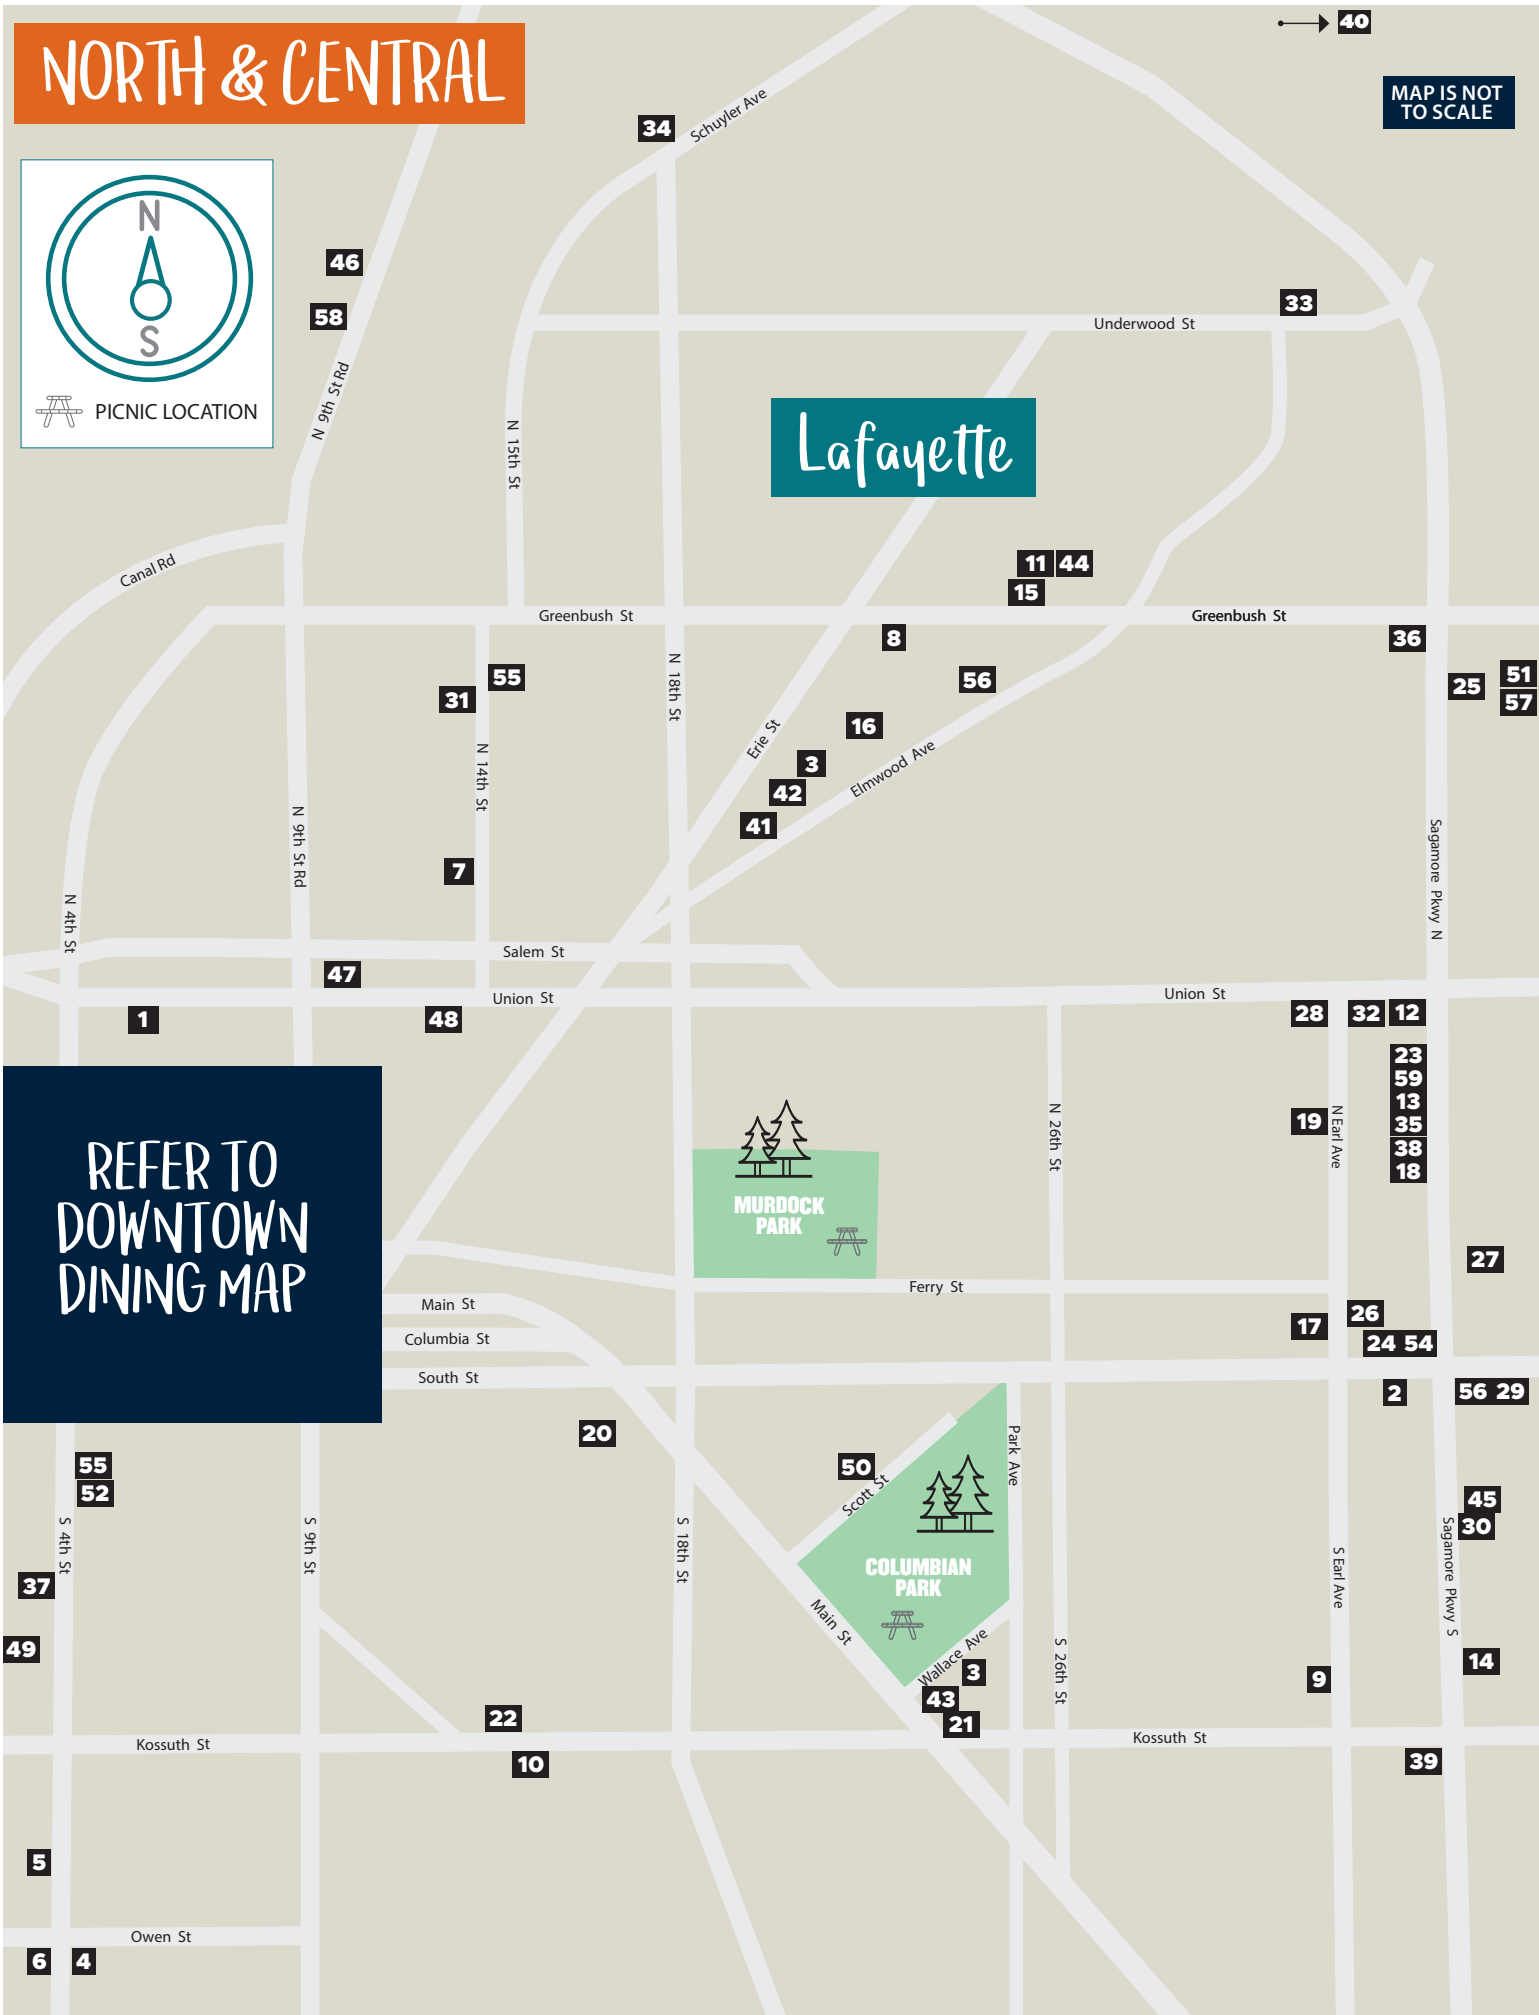 NORTH & CENTRAL
40
MAP IS NOT
TO SCALE
34
Schuyler Ave
N
S
PICNIC LOCATION
46
58
33
Underwood St
N 9th St Rd
N 15th St
Lafayette
Canal Rd
11 44
15
Greenbush St
Greenbush St
8
36
55
31
N 18th St
56
25
51
57
16
Erie St
3
Elmwood Ave
42
41
N 14th St
N 9th St Rd
7
Sagamore Pkwy N
N 4th St
Salem St
47
Union St
Union St
1
48
28
32
12
23
59
13
35
38
18
19
N Earl Ave
N 26th St
REFER TO
DOWNTOWN
DINING MAP
MURDOCK
PARK
27
Ferry St
Main St
26
17
Columbia St
24 54
South St
2
56 29
20
Park Ave
55
50
52
Scott St
45
30
S 4th St
S 9th St
S 18th St
S Earl Ave
Sagamore Pkwy S
COLUMBIAN
PARK
37
Main St
49
Wallace Ave
S 26th St
3
14
9
43
22
21
Kossuth St
Kossuth St
10
39
5
Owen St
6
4